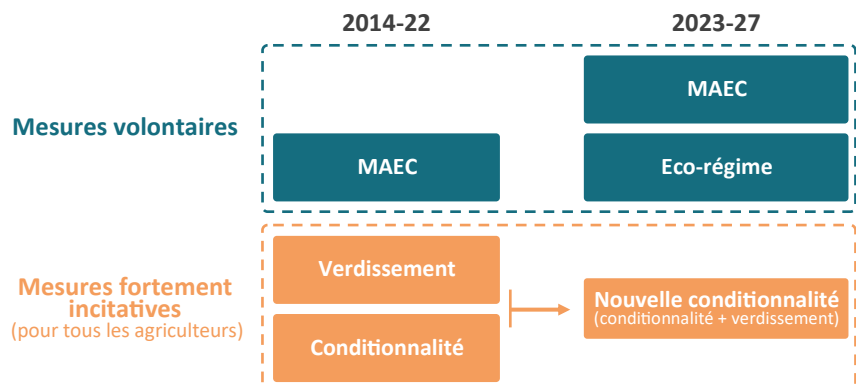 2014-22
2023-27
Mesures volontaires
MAEC
MAEC
Eco-régime
Mesures fortement
incitatives
(pour tous les agriculteurs)
Verdissement
Conditionnalité
Nouvelle conditionnalité
(conditionnalité + verdissement)